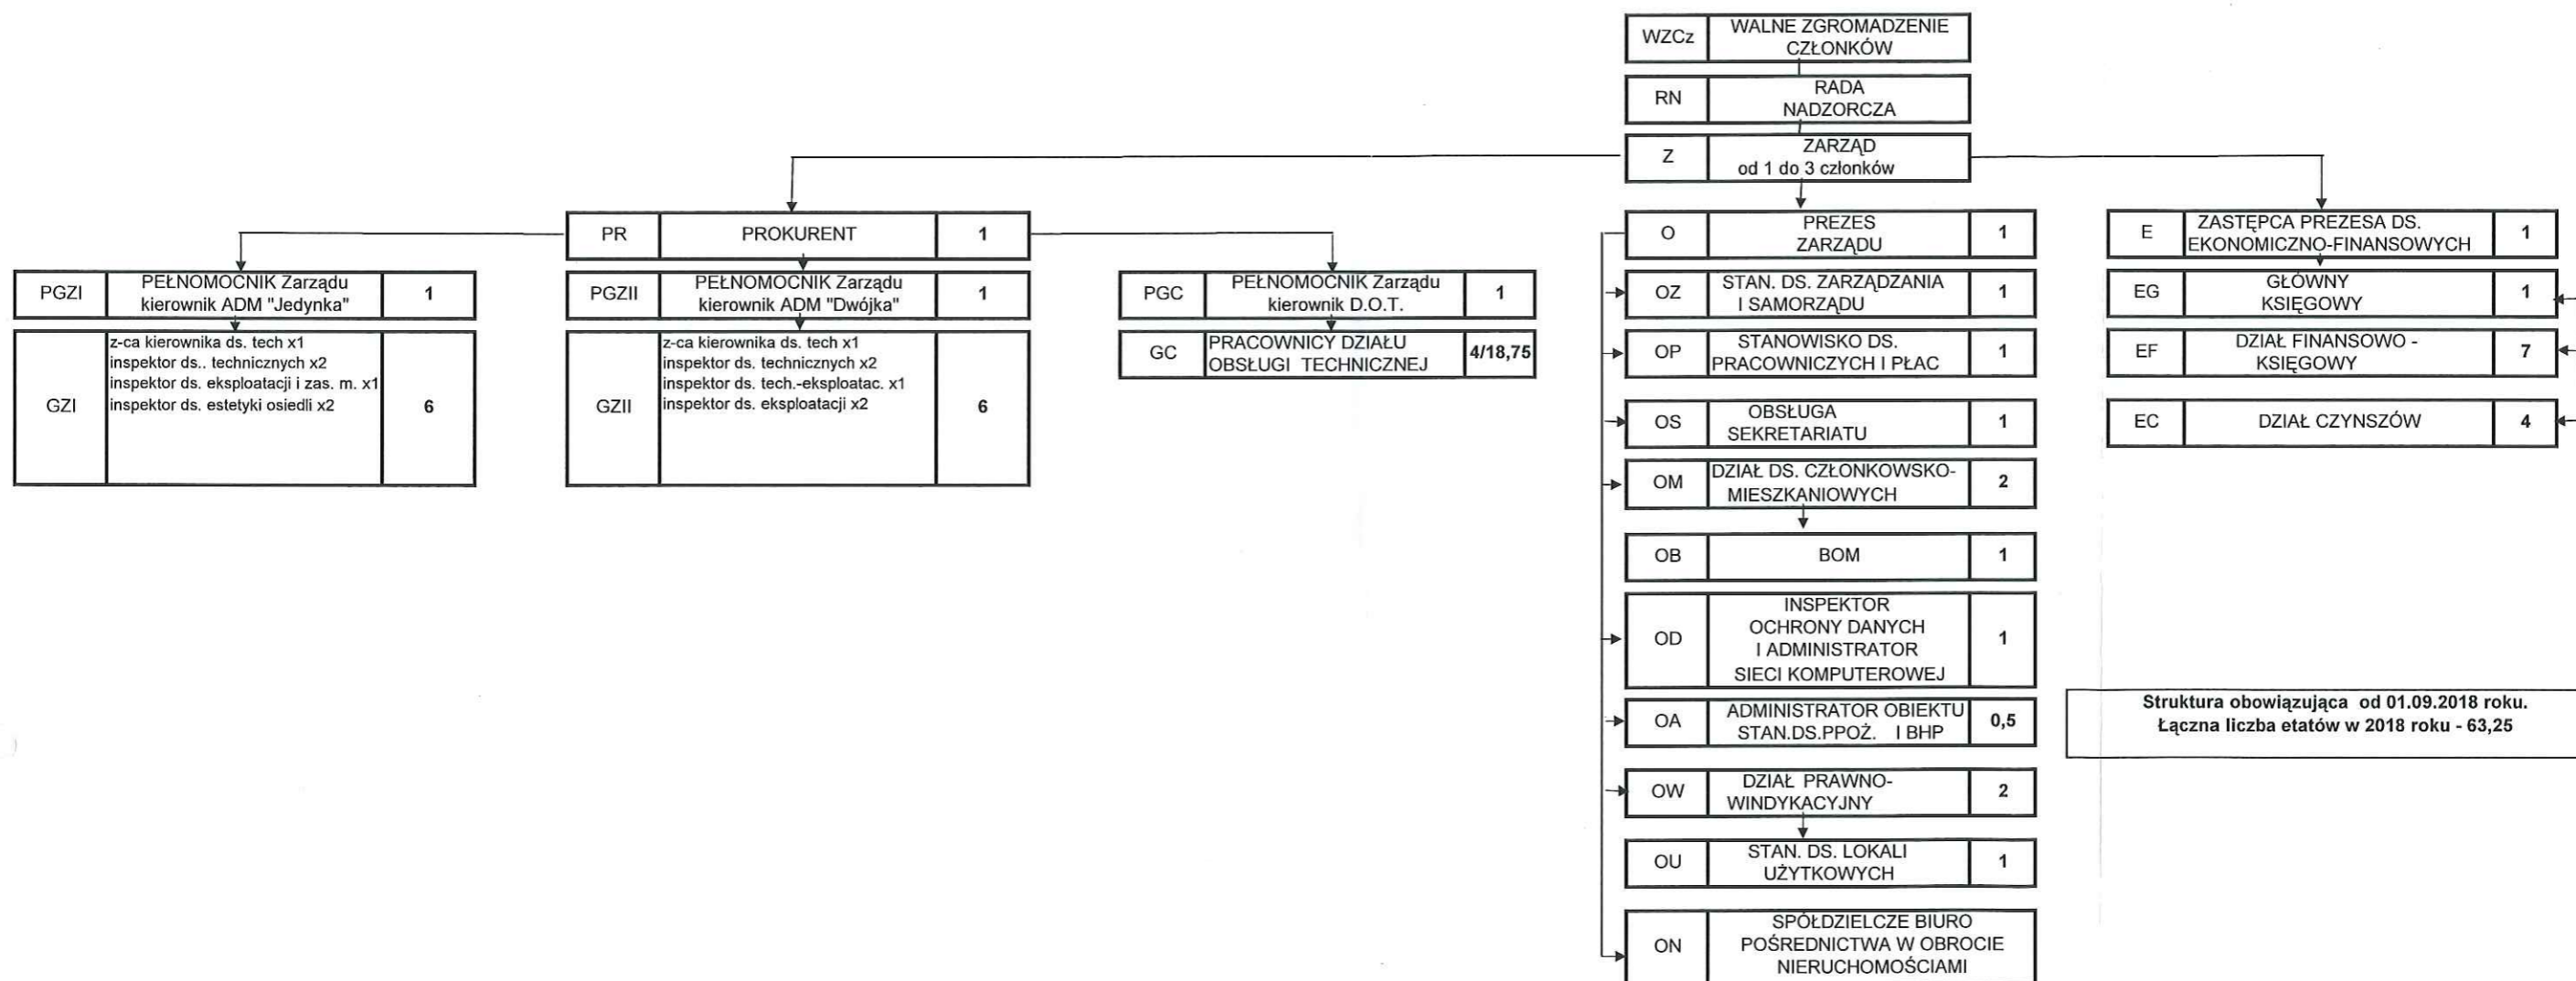 WZCz
WALNE ZGROMADZENIE
CZŁONKÓW
RN
RADA
NADZORCZA
Z
ZARZĄD
od 1 do 3 członków
PR
PROKURENT
1
PGZI
PEŁNOMOCNIK Zarządu
kierownik ADM "Jedynka"
1
GZI
z-ca kierownika ds. tech x1
inspektor ds.. technicznych x2
inspektor ds. eksploatacji i zas. m. x1
inspektor ds. estetyki osiedli x2
6
PGZII
PEŁNOMOCNIK Zarządu
kierownik ADM "Dwójka"
1
GZII
z-ca kierownika ds. tech x1
inspektor ds. technicznych x2
inspektor ds. tech.-eksploatac. x1
inspektor ds. eksploatacji x2
6
PGC
PEŁNOMOCNIK Zarządu
kierownik D.O.T.
1
GC
PRACOWNICY DZIAŁU
OBSŁUGI TECHNICZNEJ
4/18,75
O
PREZES
ZARZĄDU
1
OZ
STAN. DS. ZARZĄDZANIA
I SAMORZĄDU
1
OP
STANOWISKO DS.
PRACOWNICZYCH I PŁAC
1
OS
OBSŁUGA
SEKRETARIATU
1
OM
DZIAŁ DS. CZŁONKOWSKO-
MIESZKANIOWYCH
2
OB
BOM
1
OD
INSPEKTOR
OCHRONY DANYCH
I ADMINISTRATOR
SIECI KOMPUTEROWEJ
1
OA
ADMINISTRATOR OBIEKTU
STAN.DS.PPOŻ. I BHP
0,5
OW
DZIAŁ PRAWNO-
WINDYKACYJNY
2
OU
STAN. DS. LOKALI
UŻYTKOWYCH
1
ON
SPÓŁDZIELCZE BIURO
POŚREDNICTWA W OBROCIE
NIERUCHOMOŚCIAMI
E
ZASTĘPCA PREZESA DS.
EKONOMICZNO-FINANSOWYCH
1
EG
GŁÓWNY
KSIĘGOWY
1
EF
DZIAŁ FINANSOWO -
KSIĘGOWY
7
EC
DZIAŁ CZYNSZÓW
4
Struktura obowiązująca od 01.09.2018 roku.
Łączna liczba etatów w 2018 roku - 63,25